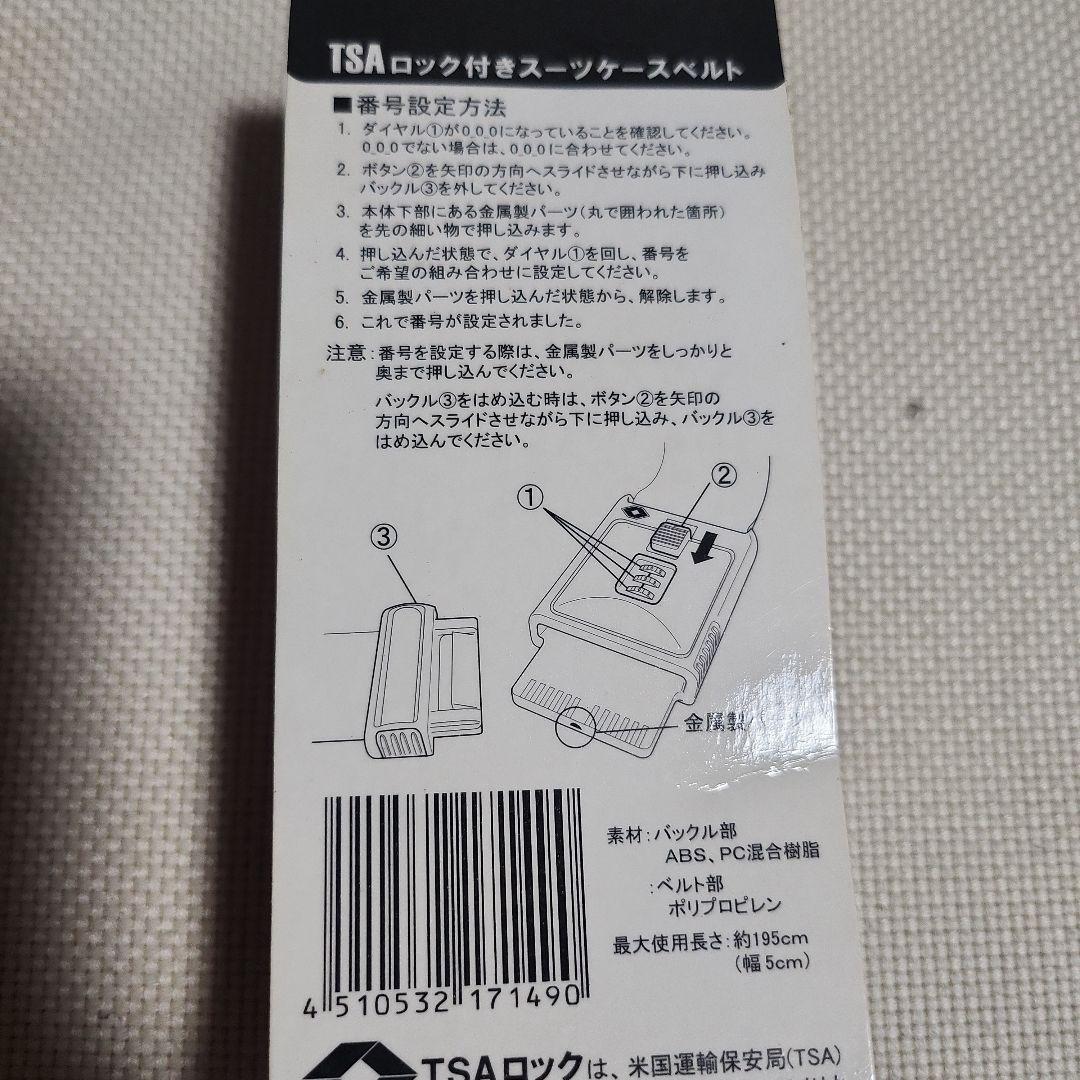 TSAロック付きスーツケースベルト
■番号設定方法
1. ダイヤル①が0_0_0になっていることを確認してください。
0_0_0でない場合は、0_0_0に合わせてください。
2. ボタン②を矢印の方向へスライドさせながら下に押し込み
バックル③を外してください。
3. 本体下部にある金属製パーツ(丸で囲われた箇所)
を先の細い物で押し込みます。
4. 押し込んだ状態で、ダイヤル①を回し、番号を
ご希望の組み合わせに設定してください。
5. 金属製パーツを押し込んだ状態から、解除します。
6. これで番号が設定されました。
注意:番号を設定する際は、金属製パーツをしっかりと
奥まで押し込んでください。
バックル③をはめ込む時は、ボタン②を矢印の
方向へスライドさせながら下に押し込み、バックル③を
はめ込んでください。
①
②
③
金属製
素材:バックル部
ABS、PC混合樹脂
:ベルト部
ポリプロピレン
最大使用長さ:約195cm
(幅5cm)
4 510532 171490
TSAロックは、米国運輸保安局(TSA)